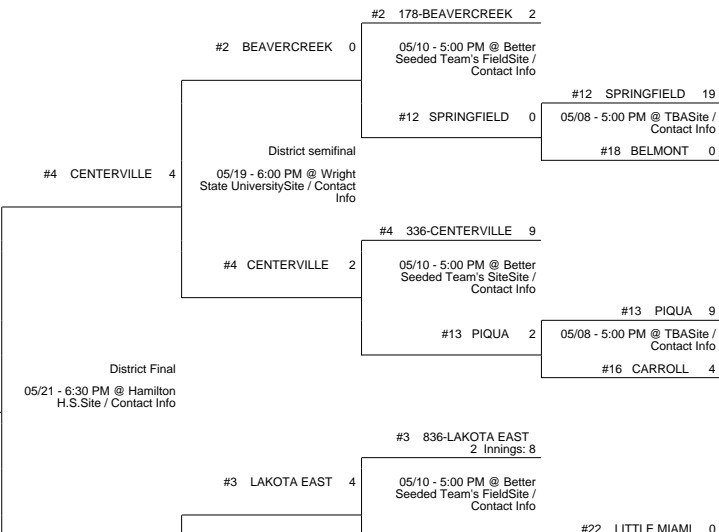 #2 178-BEAVERCREEK 2
#2 BEAVERCREEK 0
05/10 - 5:00 PM @ Better
Seeded Team's FieldSite /
Contact Info
#12 SPRINGFIELD 19
#12 SPRINGFIELD 0
05/08 - 5:00 PM @ TBASite /
Contact Info
#18 BELMONT 0
District semifinal
#4 CENTERVILLE 4
05/19 - 6:00 PM @ Wright
State UniversitySite / Contact
Info
#4 336-CENTERVILLE 9
#4 CENTERVILLE 2
05/10 - 5:00 PM @ Better
Seeded Team's SiteSite /
Contact Info
#13 PIQUA 9
#13 PIQUA 2
05/08 - 5:00 PM @ TBASite /
Contact Info
#16 CARROLL 4
District Final
05/21 - 6:30 PM @ Hamilton
H.S.Site / Contact Info
#3 836-LAKOTA EAST
2 Innings: 8
#3 LAKOTA EAST 4
05/10 - 5:00 PM @ Better
Seeded Team's FieldSite /
Contact Info
#22 LITTLE MIAMI 0